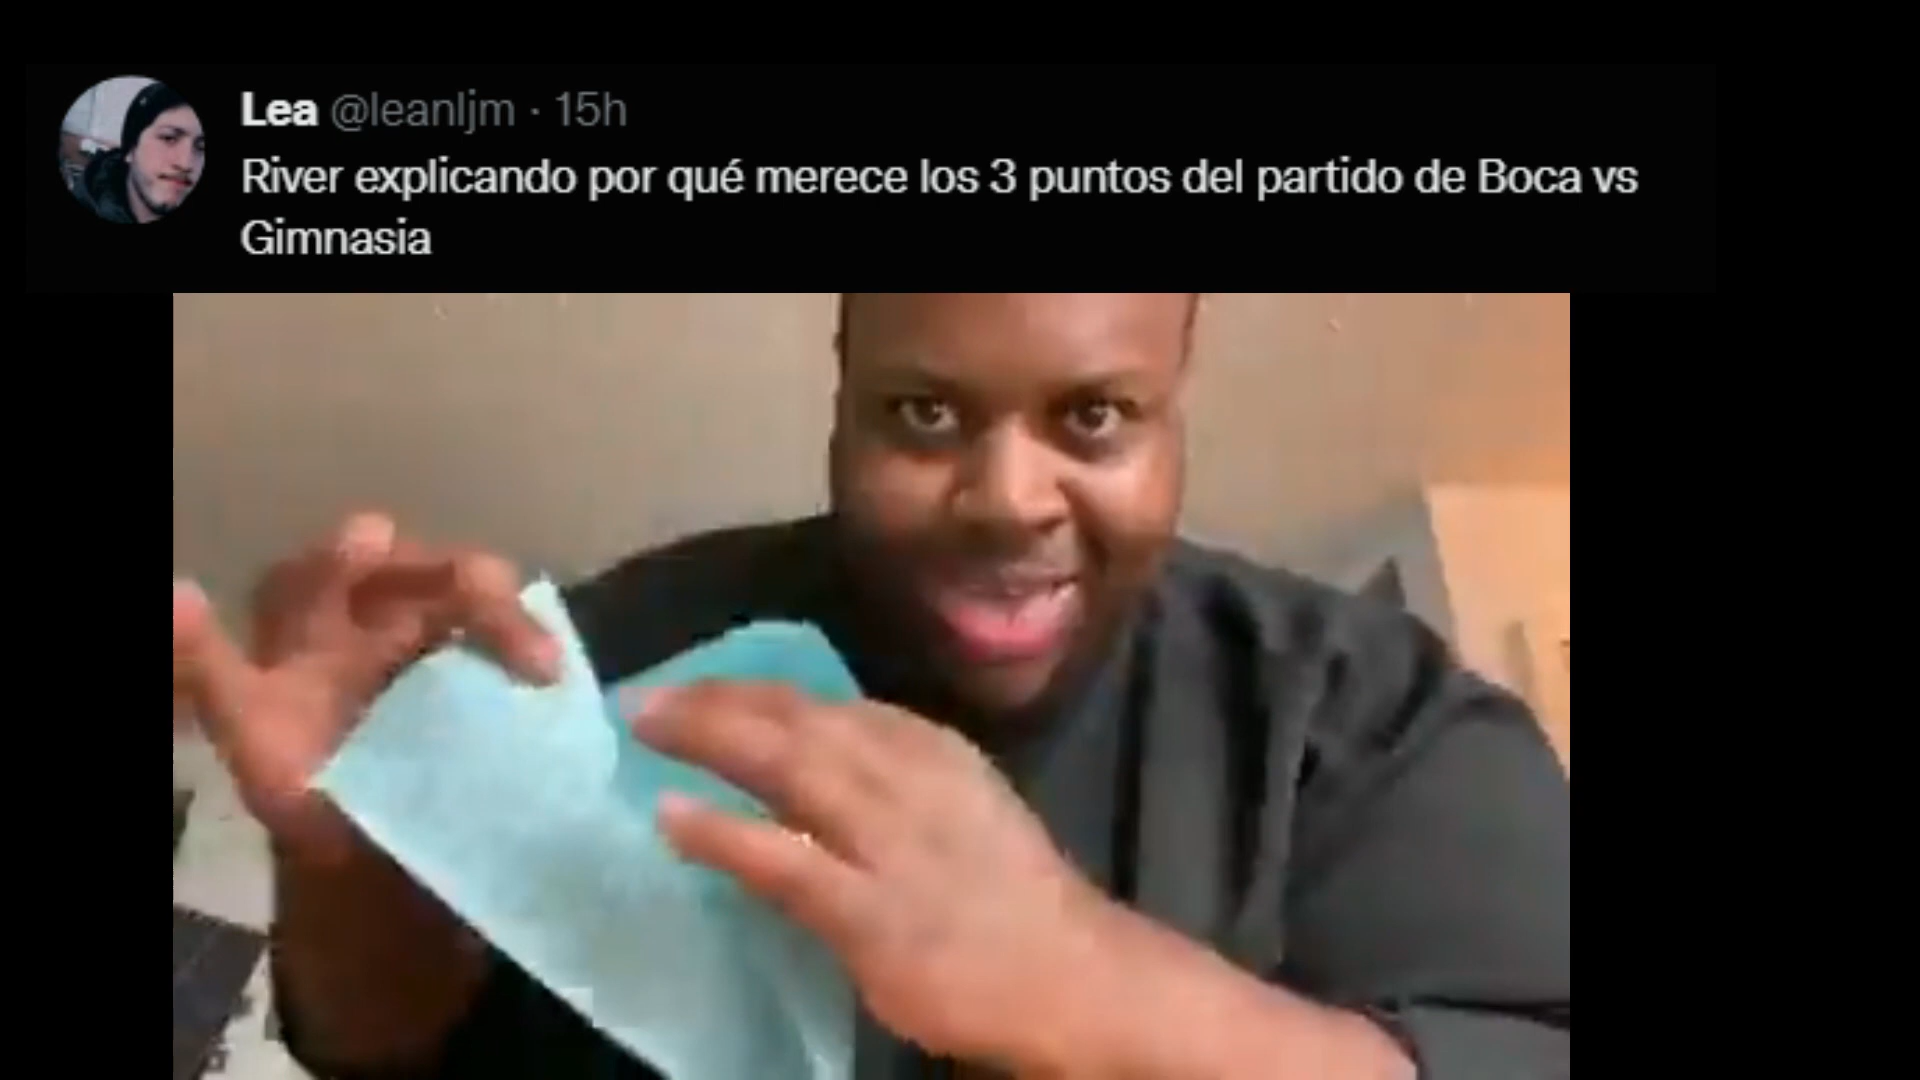 Lea @leanljm · 15h
River explicando por qué merece los 3 puntos del partido de Boca vs
Gimnasia